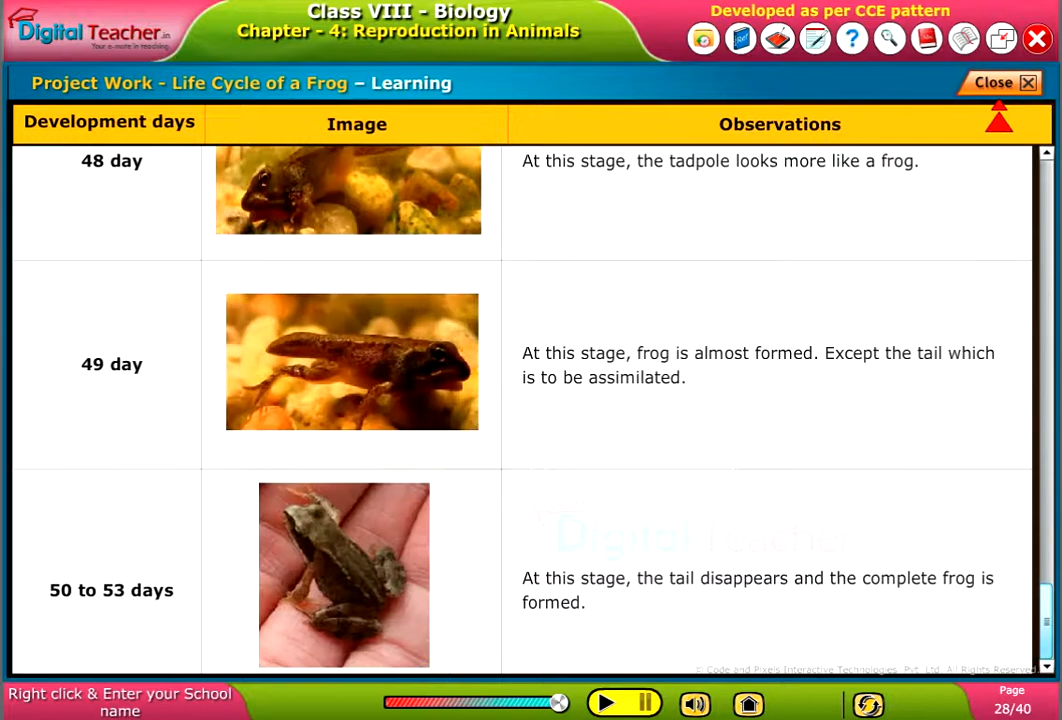 Class VIII - Biology
Chapter - 4: Reproduction in Animals
Developed as per CCE pattern
Digital Teacher.in
Your e-mate in teaching.
Ref
?
Project Work - Life Cycle of a Frog – Learning
Close
Development days
Image
Observations
48 day
At this stage, the tadpole looks more like a frog.
49 day
At this stage, frog is almost formed. Except the tail which
is to be assimilated.
Digital Teacher
50 to 53 days
At this stage, the tail disappears and the complete frog is
formed.
© Code and Pixels Interactive Technologies. Pvt. Ltd. All Rights Reserved
Right click & Enter your School
name
Page
28/40